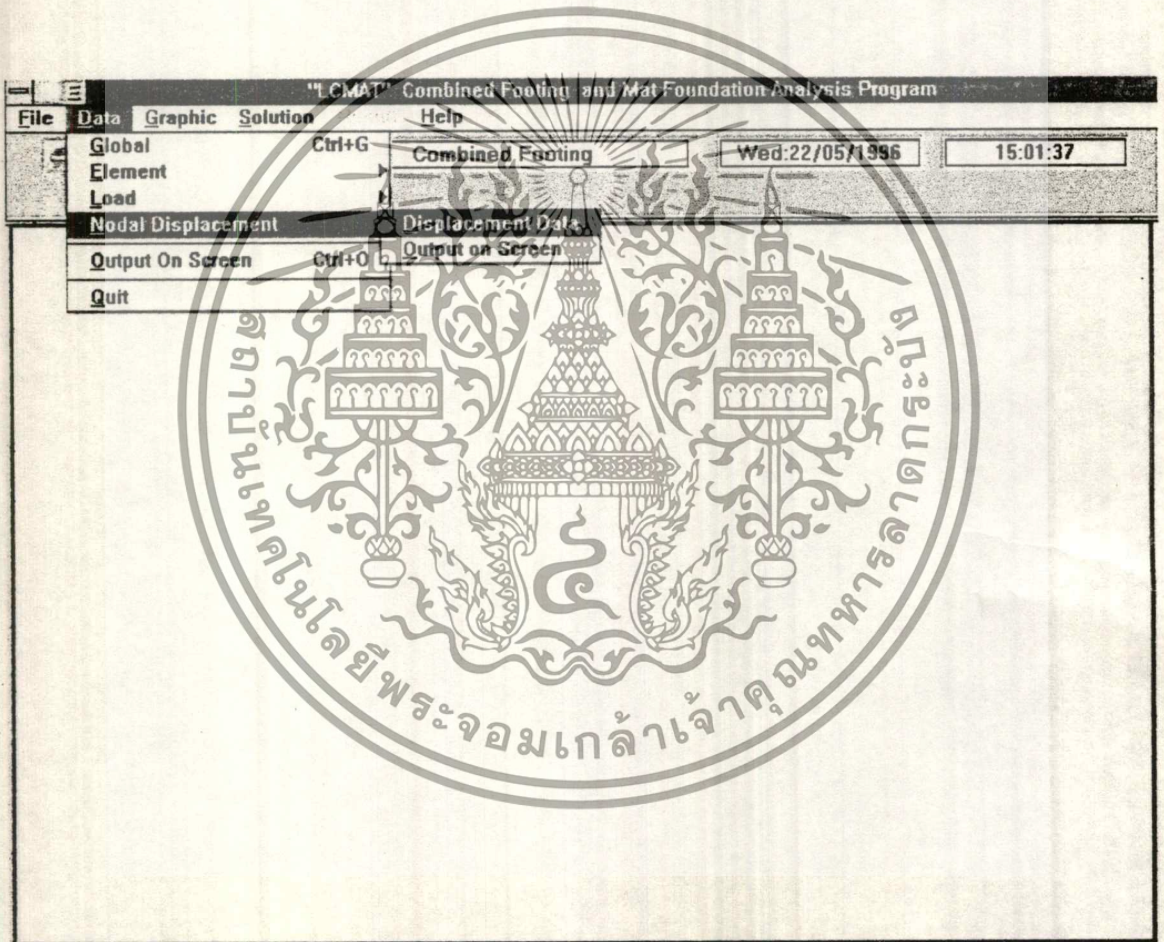 "LCMAT" Combined Footing and Mat Foundation Analysis Program
File Data Graphic Solution Help
Global Ctrl+G
Element
Load
Nodal Displacement
Output On Screen Ctrl+O
Quit
Displacement Data
Output on Screen
Combined Footing
Wed:22/05/1996
15:01:37
สถาบันเทคโนโลยีพระจอมเกล้าเจ้าคุณทหารลาดกระบัง